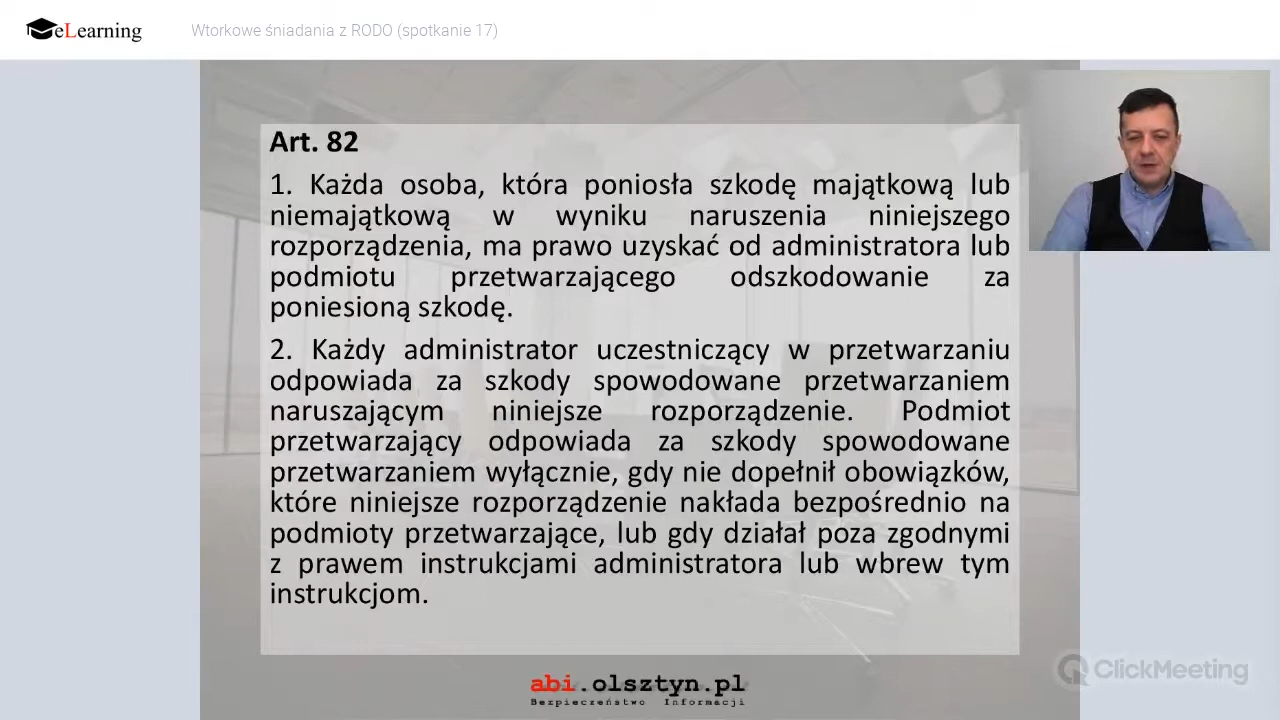 eLearning
Wtorkowe śniadania z RODO (spotkanie 17)
Art. 82
1. Każda osoba, która poniosła szkodę majątkową lub
niemajątkową w wyniku naruszenia niniejszego
rozporządzenia, ma prawo uzyskać od administratora lub
podmiotu przetwarzającego odszkodowanie za
poniesioną szkodę.
2. Każdy administrator uczestniczący w przetwarzaniu
odpowiada za szkody spowodowane przetwarzaniem
naruszającym niniejsze rozporządzenie. Podmiot
przetwarzający odpowiada za szkody spowodowane
przetwarzaniem wyłącznie, gdy nie dopełnił obowiązków,
które niniejsze rozporządzenie nakłada bezpośrednio na
podmioty przetwarzające, lub gdy działał poza zgodnymi
z prawem instrukcjami administratora lub wbrew tym
instrukcjom.
ClickMeeting
abi.olsztyn.pl
Bezpieczeństwo Informacji